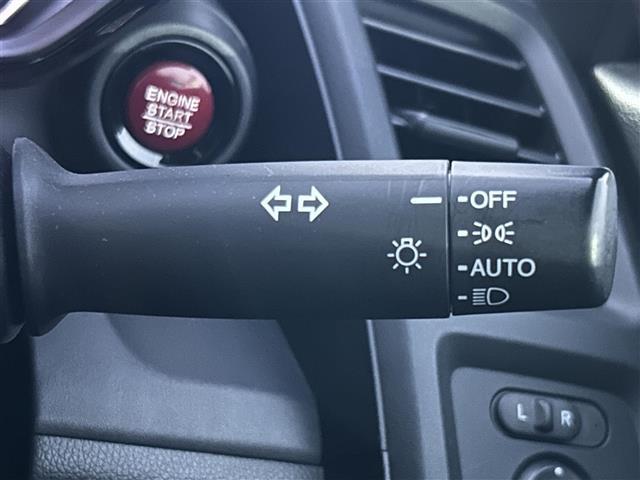 ENGINE
START
STOP
OFF
AUTO
L R